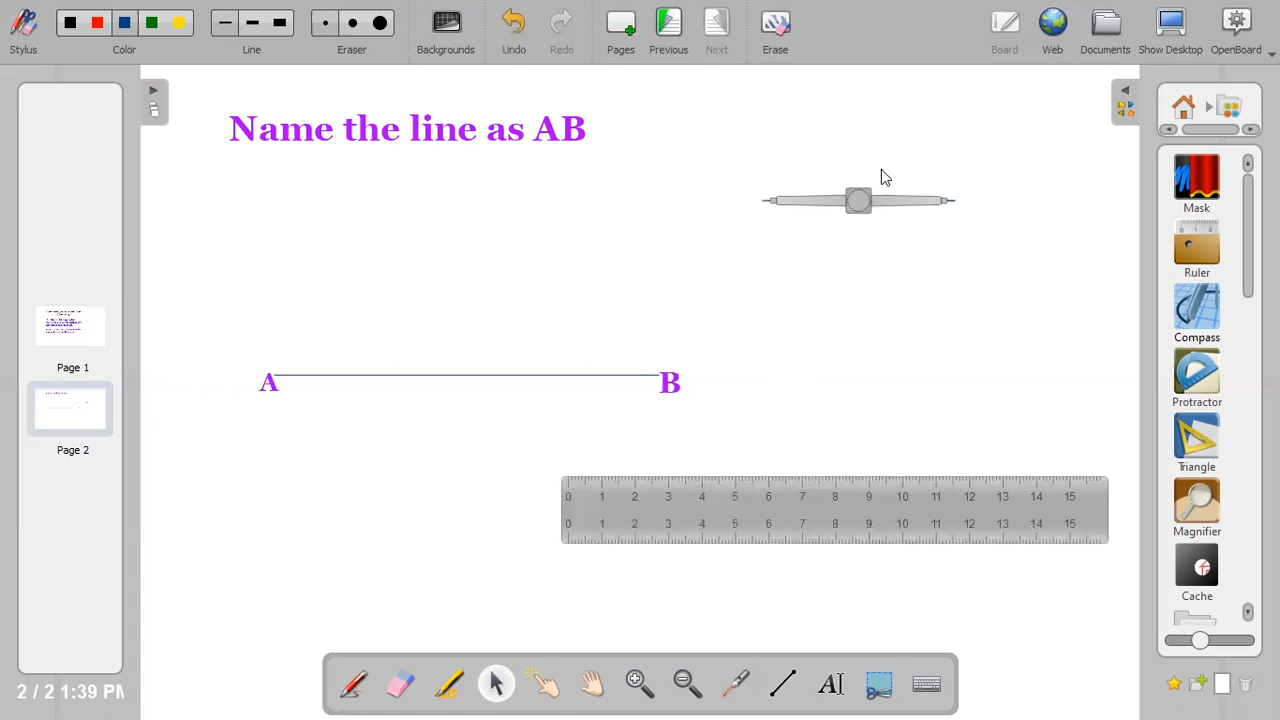 Stylus
Color
Line
Eraser
Backgrounds
Undo
Redo
Pages
Previous
Next
Erase
Board
Web
Documents
Show Desktop
OpenBoard
Name the line as AB
A
B
0 1 2 3 4 5 6 7 8 9 10 11 12 13 14 15
0 1 2 3 4 5 6 7 8 9 10 11 12 13 14 15
Page 1
Page 2
2 / 2 1:39 PM
Mask
Ruler
Compass
Protractor
Triangle
Magnifier
Cache